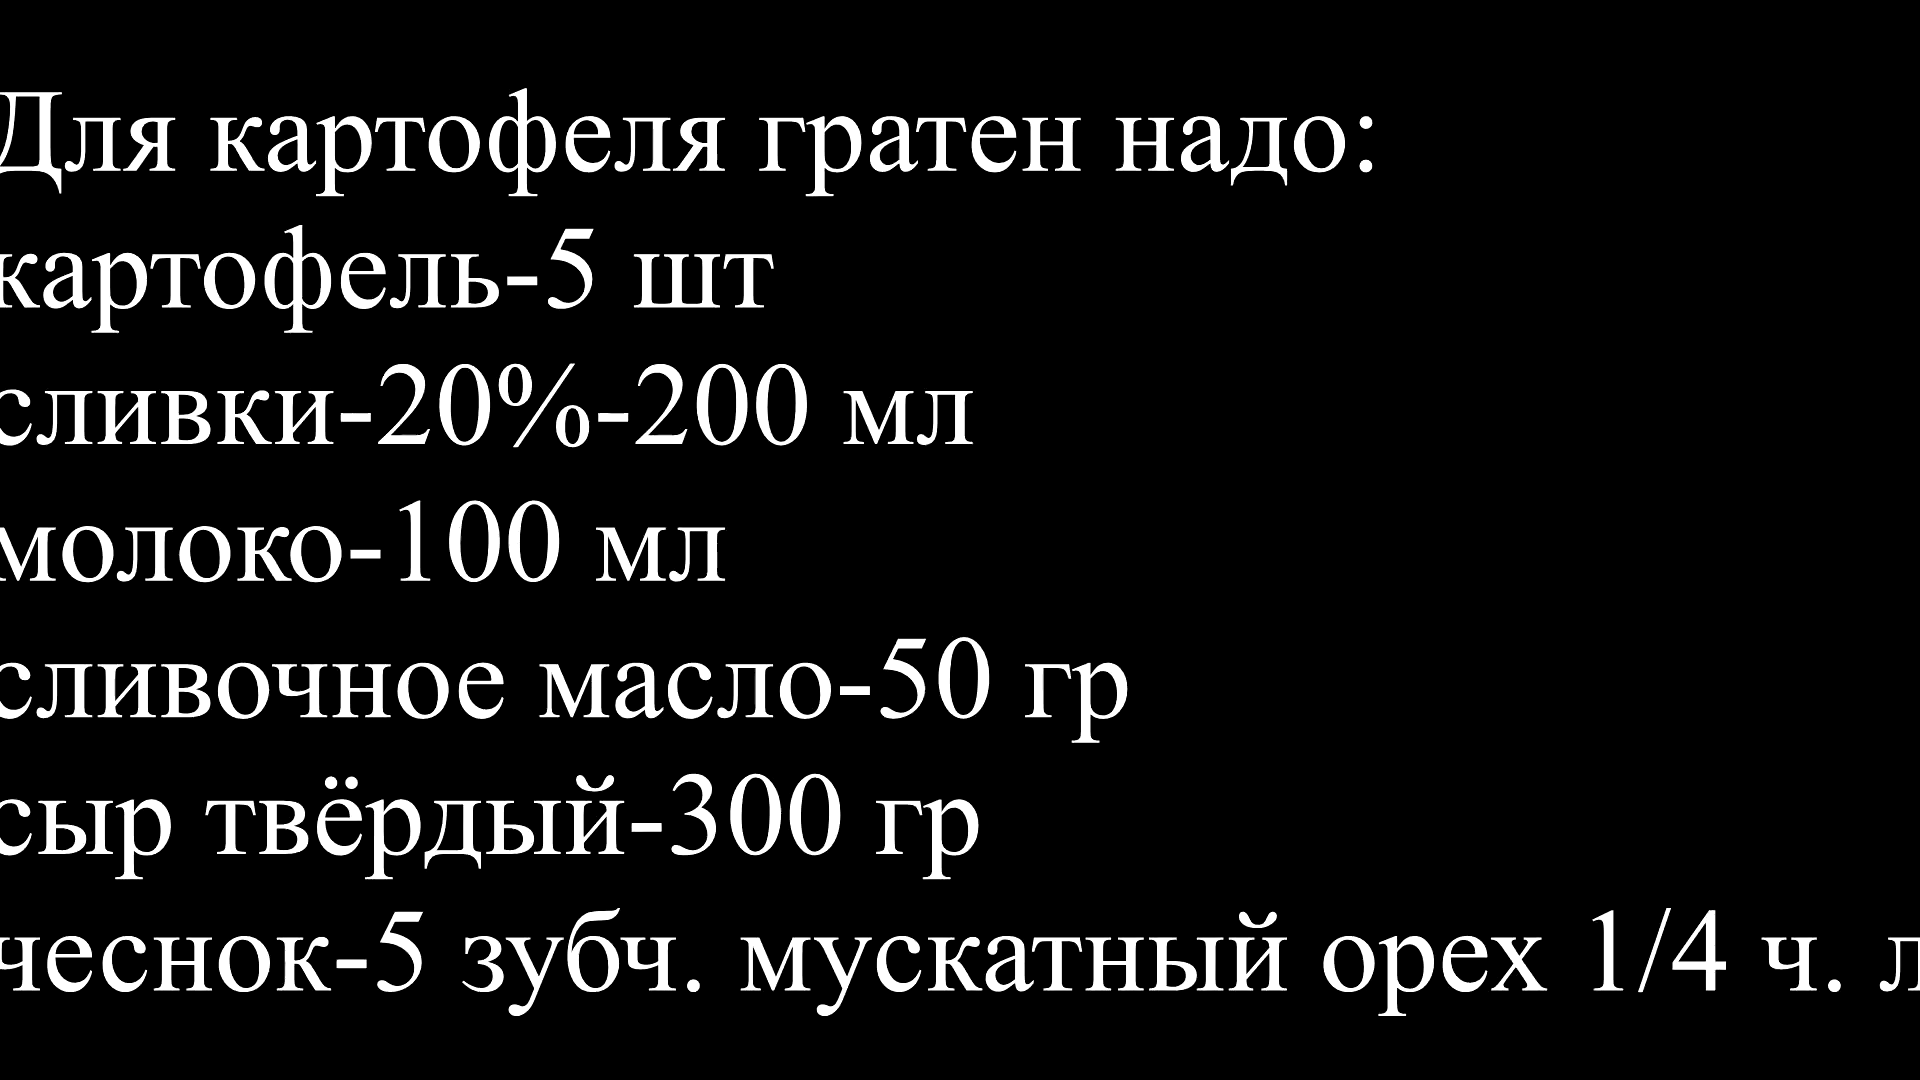 Для картофеля гратен надо:
картофель-5 шт
сливки-20%-200 мл
молоко-100 мл
сливочное масло-50 гр
сыр твёрдый-300 гр
чеснок-5 зубч. мускатный орех 1/4 ч. л